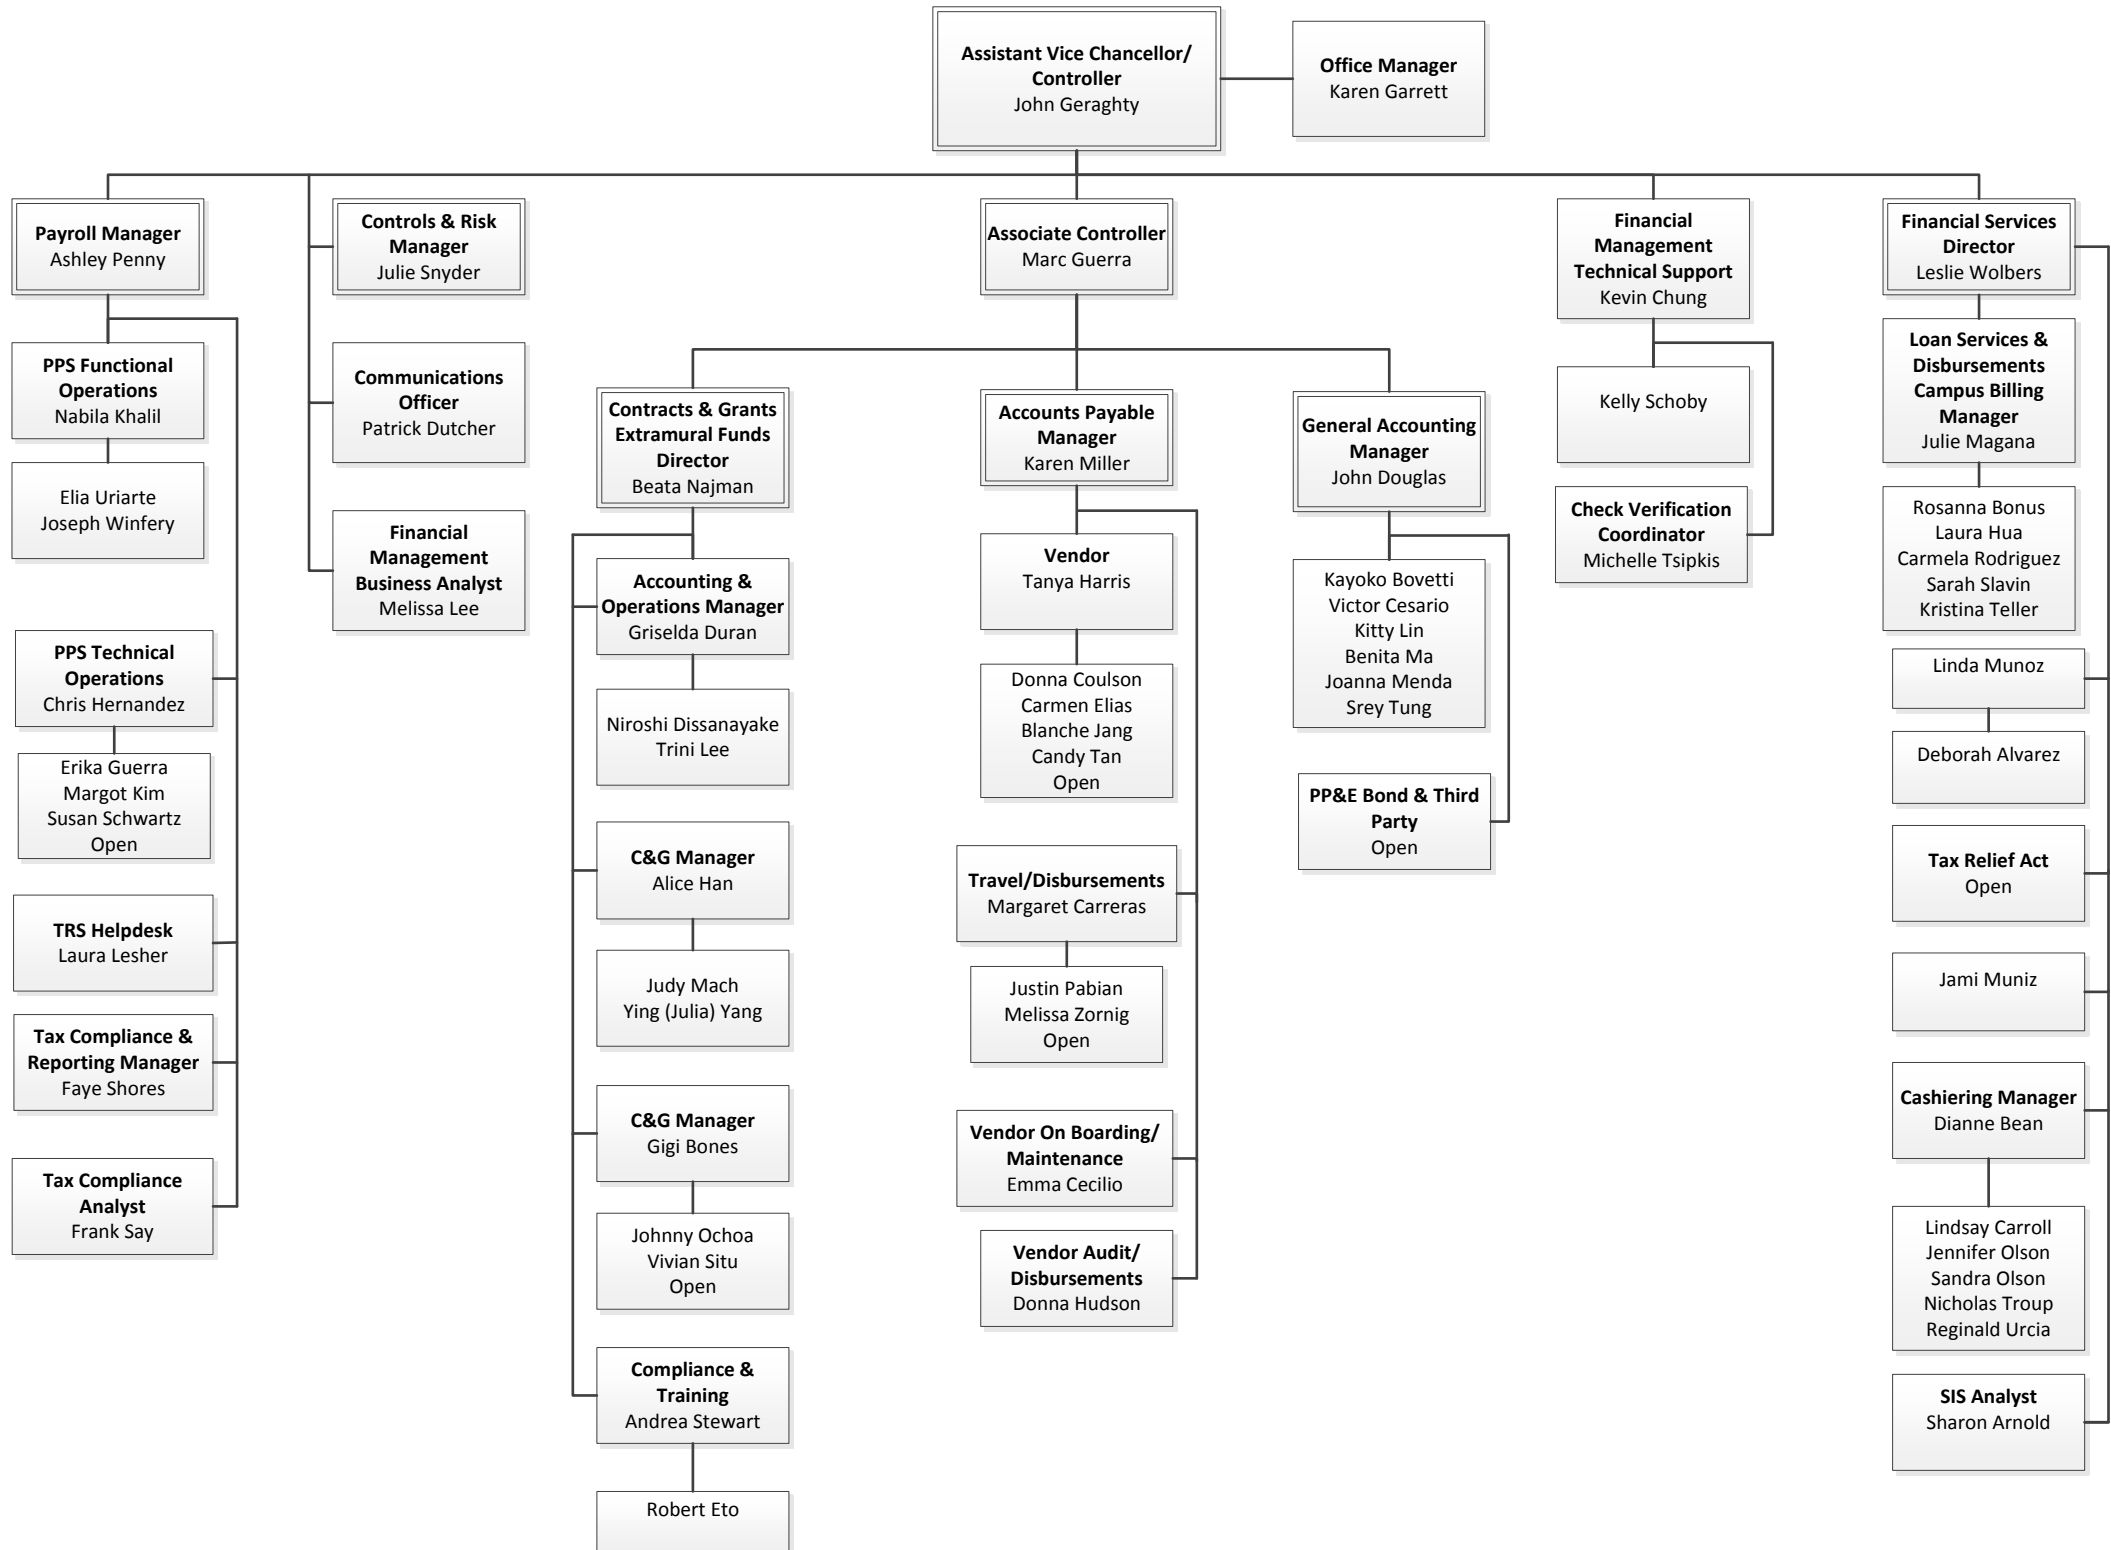 Assistant Vice Chancellor/
Controller
John Geraghty
Office Manager
Karen Garrett
Payroll Manager
Ashley Penny
PPS Functional
Operations
Nabila Khalil
Elia Uriarte
Joseph Winfery
PPS Technical
Operations
Chris Hernandez
Erika Guerra
Margot Kim
Susan Schwartz
Open
TRS Helpdesk
Laura Lesher
Tax Compliance &
Reporting Manager
Faye Shores
Tax Compliance
Analyst
Frank Say
Controls & Risk
Manager
Julie Snyder
Communications
Officer
Patrick Dutcher
Financial
Management
Business Analyst
Melissa Lee
Associate Controller
Marc Guerra
Contracts & Grants
Extramural Funds
Director
Beata Najman
Accounting &
Operations Manager
Griselda Duran
Niroshi Dissanayake
Trini Lee
C&G Manager
Alice Han
Judy Mach
Ying (Julia) Yang
C&G Manager
Gigi Bones
Johnny Ochoa
Vivian Situ
Open
Compliance &
Training
Andrea Stewart
Robert Eto
Accounts Payable
Manager
Karen Miller
Vendor
Tanya Harris
Donna Coulson
Carmen Elias
Blanche Jang
Candy Tan
Open
Travel/Disbursements
Margaret Carreras
Justin Pabian
Melissa Zornig
Open
Vendor On Boarding/
Maintenance
Emma Cecilio
Vendor Audit/
Disbursements
Donna Hudson
General Accounting
Manager
John Douglas
Kayoko Bovetti
Victor Cesario
Kitty Lin
Benita Ma
Joanna Menda
Srey Tung
PP&E Bond & Third
Party
Open
Financial
Management
Technical Support
Kevin Chung
Kelly Schoby
Check Verification
Coordinator
Michelle Tsipkis
Financial Services
Director
Leslie Wolbers
Loan Services &
Disbursements
Campus Billing
Manager
Julie Magana
Rosanna Bonus
Laura Hua
Carmela Rodriguez
Sarah Slavin
Kristina Teller
Linda Munoz
Deborah Alvarez
Tax Relief Act
Open
Jami Muniz
Cashiering Manager
Dianne Bean
Lindsay Carroll
Jennifer Olson
Sandra Olson
Nicholas Troup
Reginald Urcia
SIS Analyst
Sharon Arnold